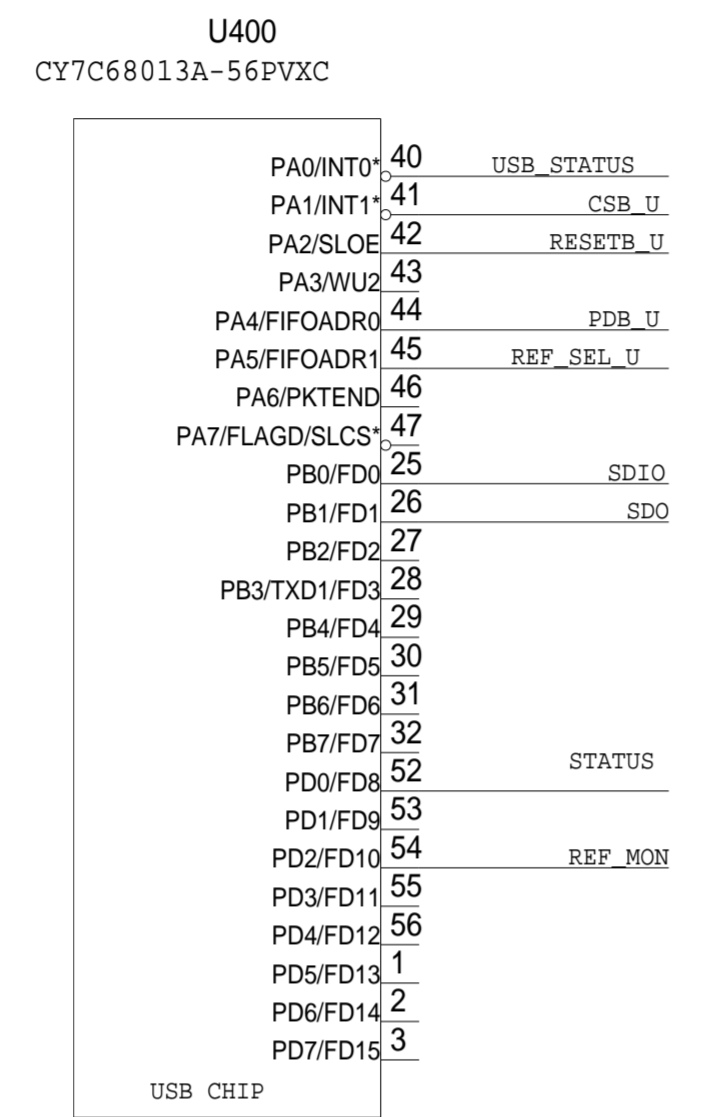 U400
CY7C68013A-56PVXC
PA0/INT0* 40 USB_STATUS
PA1/INT1* 41 CSB_U
PA2/SLOE 42 RESETB_U
PA3/WU2 43
PA4/FIFOADR0 44 PDB_U
PA5/FIFOADR1 45 REF_SEL_U
PA6/PKTEND 46
PA7/FLAGD/SLCS* 47
PB0/FD0 25 SDIO
PB1/FD1 26 SDO
PB2/FD2 27
PB3/TXD1/FD3 28
PB4/FD4 29
PB5/FD5 30
PB6/FD6 31
PB7/FD7 32
PD0/FD8 52 STATUS
PD1/FD9 53
PD2/FD10 54 REF_MON
PD3/FD11 55
PD4/FD12 56
PD5/FD13 1
PD6/FD14 2
PD7/FD15 3
USB CHIP